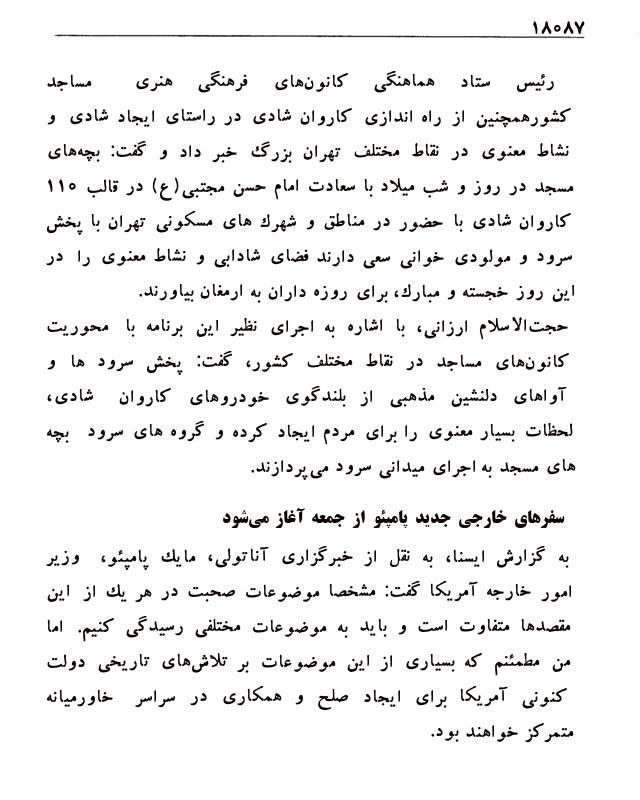 ۱۸۰۸۷
رئیس ستاد هماهنگی کانون‌های فرهنگی هنری مساجد
کشورهمچنین از راه اندازی کاروان شادی در راستای ایجاد شادی و
نشاط معنوی در نقاط مختلف تهران بزرگ خبر داد و گفت: بچه‌های
مسجد در روز و شب میلاد با سعادت امام حسن مجتبی(ع) در قالب ۱۱۰
کاروان شادی با حضور در مناطق و شهرک های مسکونی تهران با پخش
سرود و مولودی خوانی سعی دارند فضای شادابی و نشاط معنوی را در
این روز خجسته و مبارک، برای روزه داران به ارمغان بیاورند.
حجت‌الاسلام ارزانی، با اشاره به اجرای نظیر این برنامه با محوریت
کانون‌های مساجد در نقاط مختلف کشور، گفت: پخش سرود ها و
آواهای دلنشین مذهبی از بلندگوی خودروهای کاروان شادی،
لحظات بسیار معنوی را برای مردم ایجاد کرده و گروه های سرود بچه
های مسجد به اجرای میدانی سرود می‌پردازند.
سفرهای خارجی جدید پامپئو از جمعه آغاز می‌شود
به گزارش ایسنا، به نقل از خبرگزاری آناتولی، مایک پامپئو، وزیر
امور خارجه آمریکا گفت: مشخصا موضوعات صحبت در هر یک از این
مقصدها متفاوت است و باید به موضوعات مختلفی رسیدگی کنیم. اما
من مطمئنم که بسیاری از این موضوعات بر تلاش‌های تاریخی دولت
کنونی آمریکا برای ایجاد صلح و همکاری در سراسر خاورمیانه
متمرکز خواهند بود.